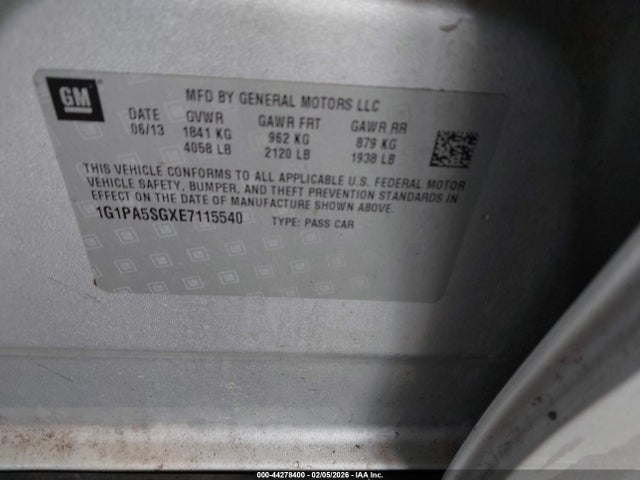 GM
MFD BY GENERAL MOTORS LLC
DATE GVWR GAWR FRT GAWR RR
06/13 1841 KG 962 KG 879 KG
4058 LB 2120 LB 1938 LB
THIS VEHICLE CONFORMS TO ALL APPLICABLE U.S. FEDERAL MOTOR
VEHICLE SAFETY, BUMPER, AND THEFT PREVENTION STANDARDS IN
EFFECT ON THE DATE OF MANUFACTURE SHOWN ABOVE.
1G1PA5SGXE7115540 TYPE: PASS CAR
000-44278400 - 02/05/2026 - IAA Inc.